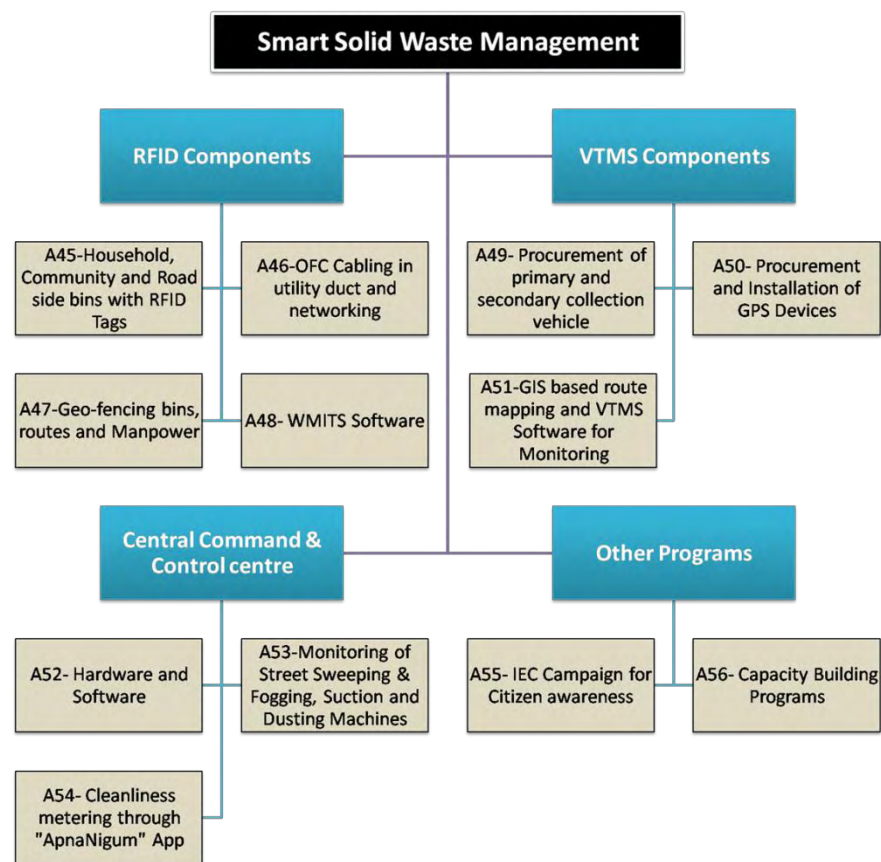 Smart Solid Waste Management
RFID Components
VTMS Components
A45-Household,
Community and Road
side bins with RFID
Tags
A46-OFC Cabling in
utility duct and
networking
A49- Procurement of
primary and
secondary collection
vehicle
A50- Procurement
and Installation of
GPS Devices
A47-Geo-fencing bins,
routes and Manpower
A48- WMITS Software
A51-GIS based route
mapping and VTMS
Software for
Monitoring
Central Command &
Control centre
Other Programs
A52- Hardware and
Software
A53-Monitoring of
Street Sweeping &
Fogging, Suction and
Dusting Machines
A55- IEC Campaign for
Citizen awareness
A56- Capacity Building
Programs
A54- Cleanliness
metering through
"ApnaNigum" App